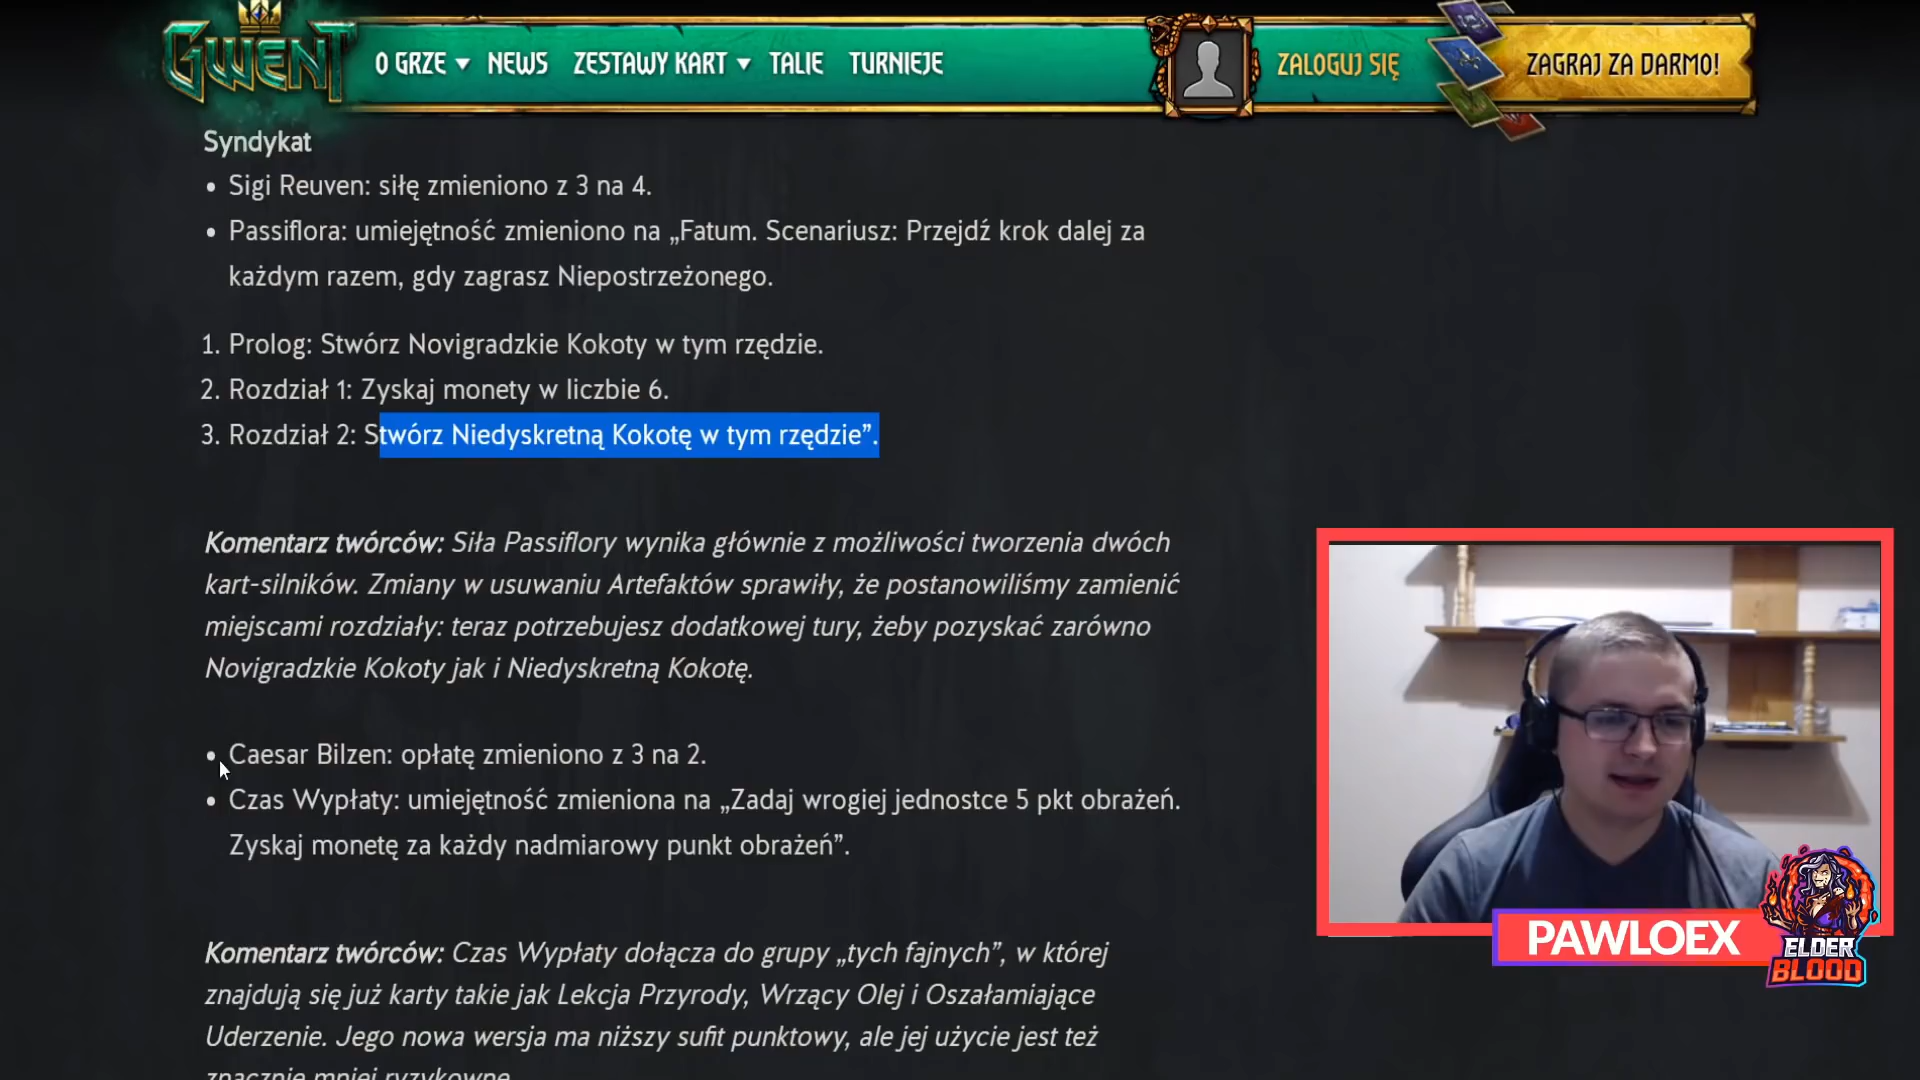 GWENT
O GRZE NEWS ZESTAWY KART TALIE TURNIEJE ZALOGUJ SIĘ ZAGRAJ ZA DARMO!
Syndykat
• Sigi Reuven: siłę zmieniono z 3 na 4.
• Passiflora: umiejętność zmieniono na „Fatum. Scenariusz: Przejdź krok dalej za
każdym razem, gdy zagrasz Niepostrzeżonego.
1. Prolog: Stwórz Novigradzkie Kokoty w tym rzędzie.
2. Rozdział 1: Zyskaj monety w liczbie 6.
3. Rozdział 2: Stwórz Niedyskretną Kokotę w tym rzędzie”.
Komentarz twórców: Siła Passiflory wynika głównie z możliwości tworzenia dwóch
kart-silników. Zmiany w usuwaniu Artefaktów sprawiły, że postanowiliśmy zamienić
miejscami rozdziały: teraz potrzebujesz dodatkowej tury, żeby pozyskać zarówno
Novigradzkie Kokoty jak i Niedyskretną Kokotę.
• Caesar Bilzen: opłatę zmieniono z 3 na 2.
• Czas Wypłaty: umiejętność zmieniona na „Zadaj wrogiej jednostce 5 pkt obrażeń.
Zyskaj monetę za każdy nadmiarowy punkt obrażeń”.
Komentarz twórców: Czas Wypłaty dołącza do grupy „tych fajnych”, w której
znajdują się już karty takie jak Lekcja Przyrody, Wrzący Olej i Oszałamiające
Uderzenie. Jego nowa wersja ma niższy sufit punktowy, ale jej użycie jest też
znacznie mniej ryzykowne.
PAWLOEX
ELDER
BLOOD